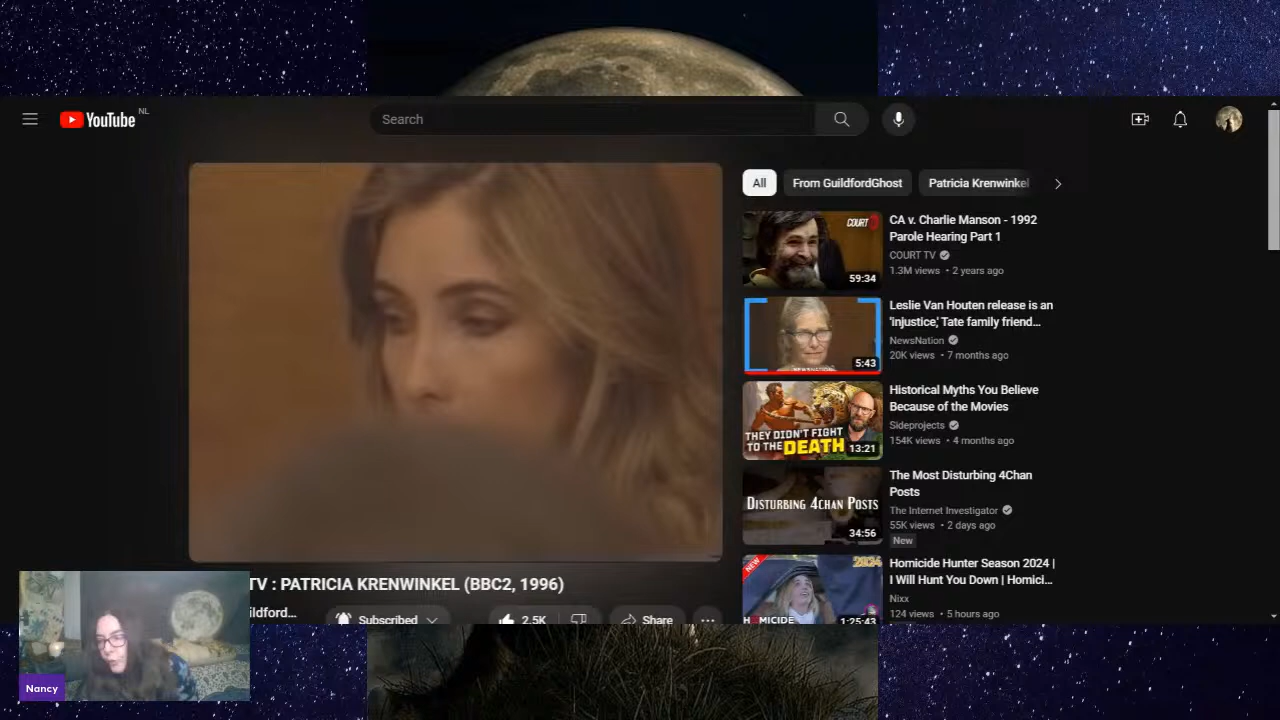 YouTube NL
Search
All
From GuildfordGhost
Patricia Krenwinkel
COURT
59:34
CA v. Charlie Manson - 1992
Parole Hearing Part 1
COURT TV
1.3M views • 2 years ago
NEWSNATION
5:43
Leslie Van Houten release is an
'injustice,' Tate family friend...
NewsNation
20K views • 7 months ago
THEY DIDN'T FIGHT
TO THE DEATH
13:21
Historical Myths You Believe
Because of the Movies
Sideprojects
154K views • 4 months ago
DISTURBING 4CHAN POSTS
34:56
The Most Disturbing 4Chan
Posts
The Internet Investigator
55K views • 2 days ago
New
NEW
2024
HOMICIDE
1:25:43
Homicide Hunter Season 2024 |
I Will Hunt You Down | Homici...
Nixx
124 views • 5 hours ago
TV : PATRICIA KRENWINKEL (BBC2, 1996)
ildford...
Subscribed
2.5K
Share
Nancy